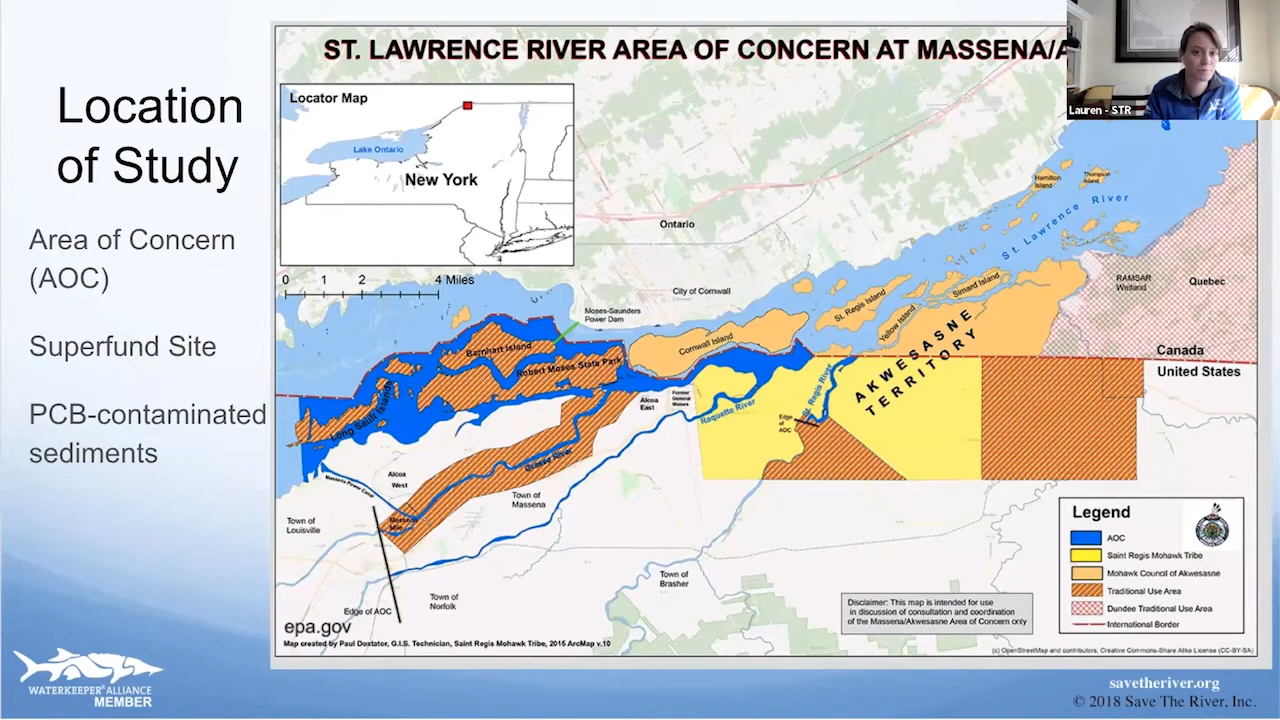 Location
of Study
Area of Concern
(AOC)
Superfund Site
PCB-contaminated
sediments
WATERKEEPER® ALLIANCE
MEMBER
ST. LAWRENCE RIVER AREA OF CONCERN AT MASSENA/A
Lauren - STR
Locator Map
Lake Ontario
New York
0 1 2 4 Miles
Ontario
City of Cornwall
Moses-Saunders
Power Dam
Hamilton
Island
Thompson
Island
St. Lawrence River
St. Regis Island
Simard Island
Yellow Island
Cornwall Island
RAMSAR
Wetland
Quebec
Canada
United States
Barnhart Island
Robert Moses State Park
Long Sault Islands
AKWESASNE
TERRITORY
Alcoa
East
Former
General
Motors
Raquette River
St. Regis River
Edge
of
AOC
Grasse River
Alcoa
West
Massena Power Canal
Town of
Massena
Town of
Louisville
Town of
Brasher
Town of
Norfolk
Edge of AOC
epa.gov
Map created by Paul Doxtator, G.I.S. Technician, Saint Regis Mohawk Tribe, 2015 ArcMap v.10
Disclaimer: This map is intended for use
in discussion of consultation and coordination
of the Massena/Akwesasne Area of Concern only
Legend
AOC
Saint Regis Mohawk Tribe
Mohawk Council of Akwesasne
Traditional Use Area
Dundee Traditional Use Area
International Border
(c) OpenStreetMap and contributors, Creative Commons-Share Alike License (CC-BY-SA)
savetheriver.org
© 2018 Save The River, Inc.